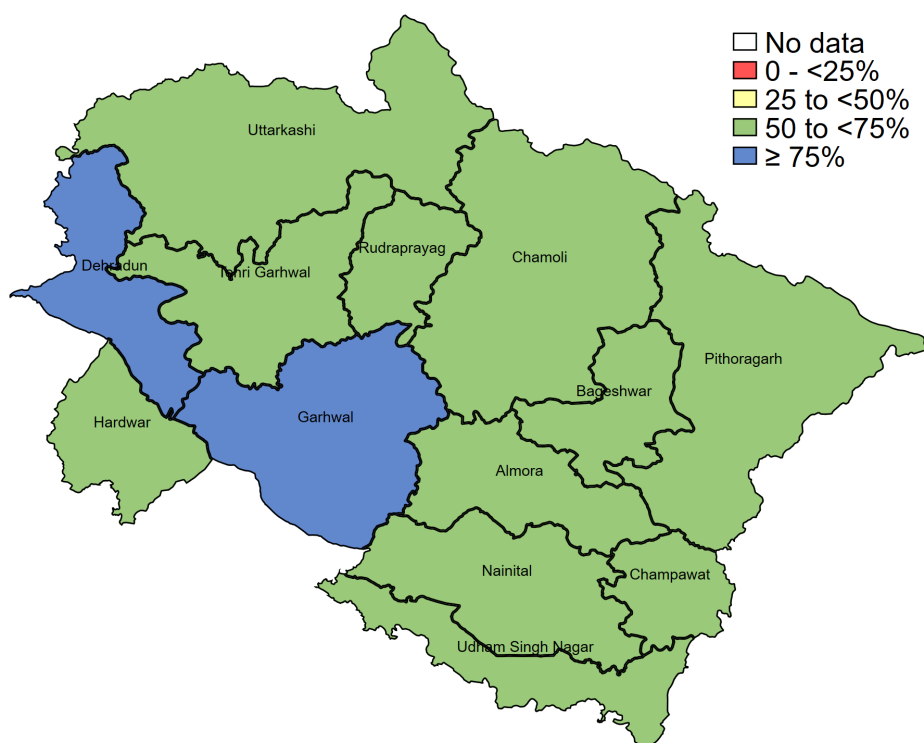 No data
0 - <25%
25 to <50%
50 to <75%
≥ 75%
Uttarkashi
Rudraprayag
Chamoli
Dehradun
Tehri Garhwal
Pithoragarh
Bageshwar
Garhwal
Hardwar
Almora
Nainital
Champawat
Udham Singh Nagar